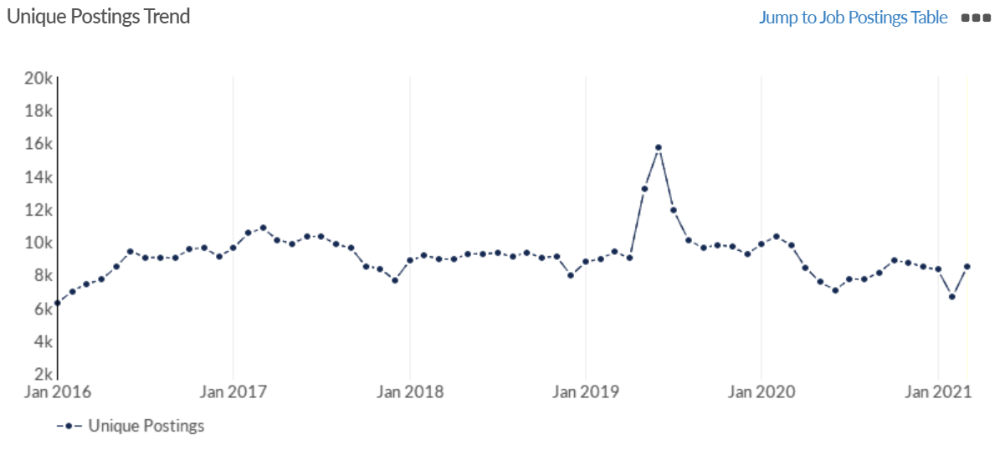 Unique Postings Trend
Jump to Job Postings Table
20k
18k
16k
14k
12k
10k
8k
6k
4k
2k
Jan 2016 Jan 2017 Jan 2018 Jan 2019 Jan 2020 Jan 2021
Unique Postings